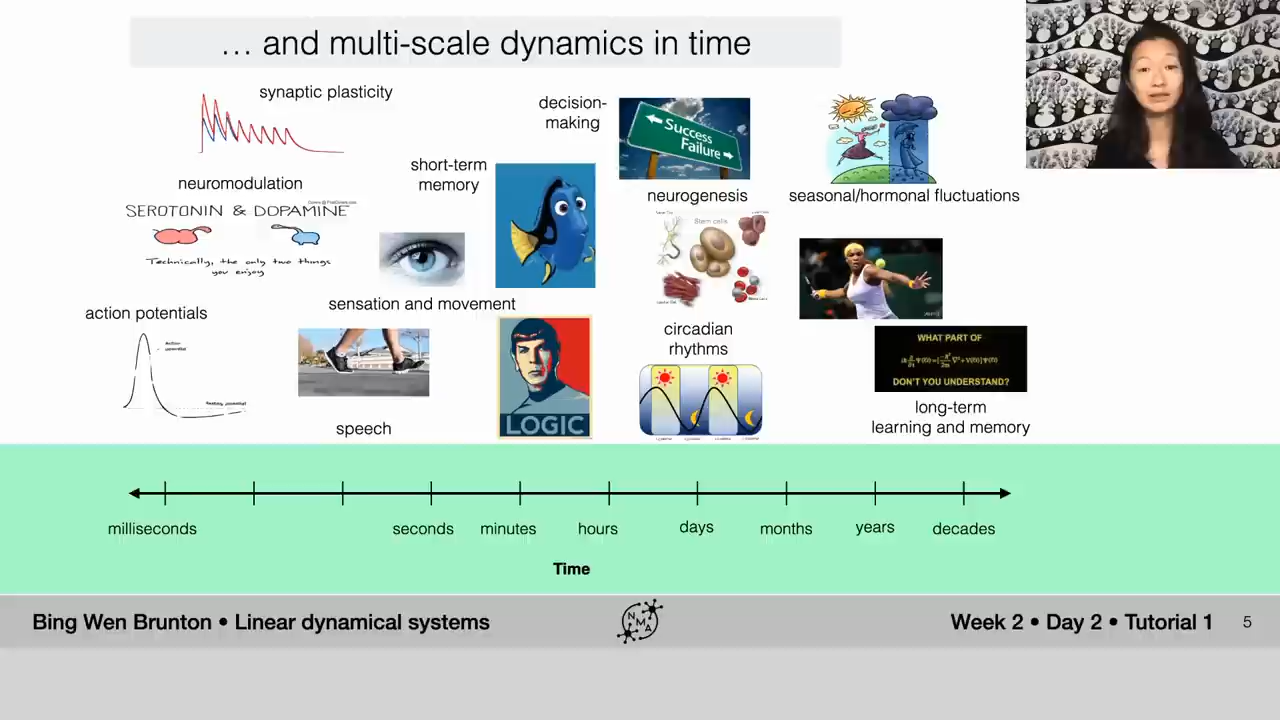 … and multi-scale dynamics in time
synaptic plasticity
decision-
making
Success
Failure
short-term
memory
neuromodulation
neurogenesis
seasonal/hormonal fluctuations
SEROTONIN & DOPAMINE
Technically, the only two things
you enjoy
Stem cells
sensation and movement
action potentials
Action
potential
circadian
rhythms
WHAT PART OF
DON'T YOU UNDERSTAND?
LOGIC
long-term
learning and memory
speech
milliseconds
seconds
minutes
hours
days
months
years
decades
Time
Bing Wen Brunton • Linear dynamical systems
NMA
Week 2 • Day 2 • Tutorial 1
5